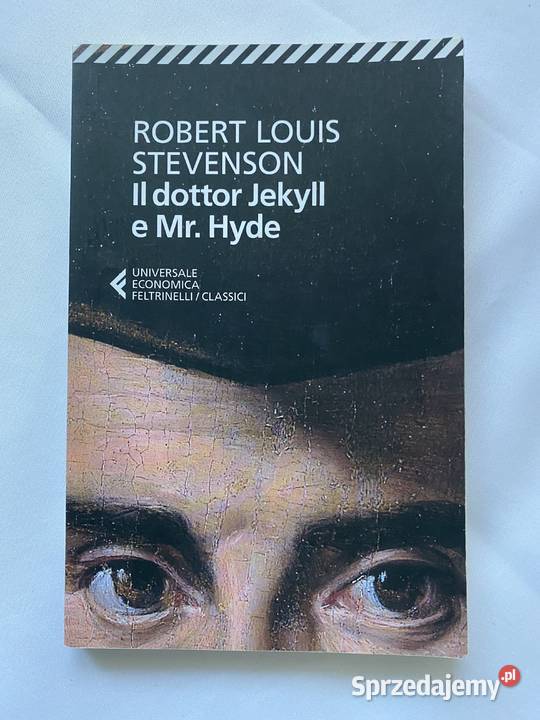 ROBERT LOUIS
STEVENSON
Il dottor Jekyll
e Mr. Hyde
UNIVERSALE
ECONOMICA
FELTRINELLI / CLASSICI
Sprzedajemy.pl